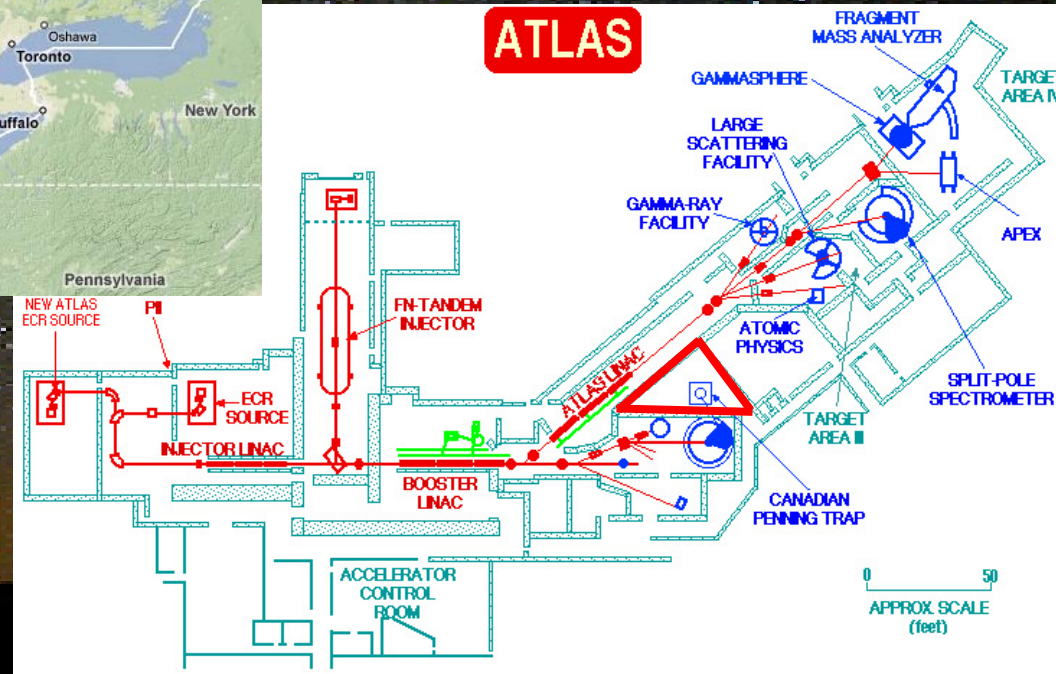 Oshawa
Toronto
uffalo
New York
Pennsylvania
ATLAS
FRAGMENT
MASS ANALYZER
GAMMASPHERE
TARGET
AREA IV
LARGE
SCATTERING
FACILITY
GAMMA-RAY
FACILITY
APEX
NEW ATLAS
ECR SOURCE
PII
FN-TANDEM
INJECTOR
ATOMIC
PHYSICS
ATLAS LINAC
SPLIT-POLE
SPECTROMETER
ECR
SOURCE
TARGET
AREA III
INJECTOR LINAC
BOOSTER
LINAC
CANADIAN
PENNING TRAP
ACCELERATOR
CONTROL
ROOM
0 50
APPROX. SCALE
(feet)